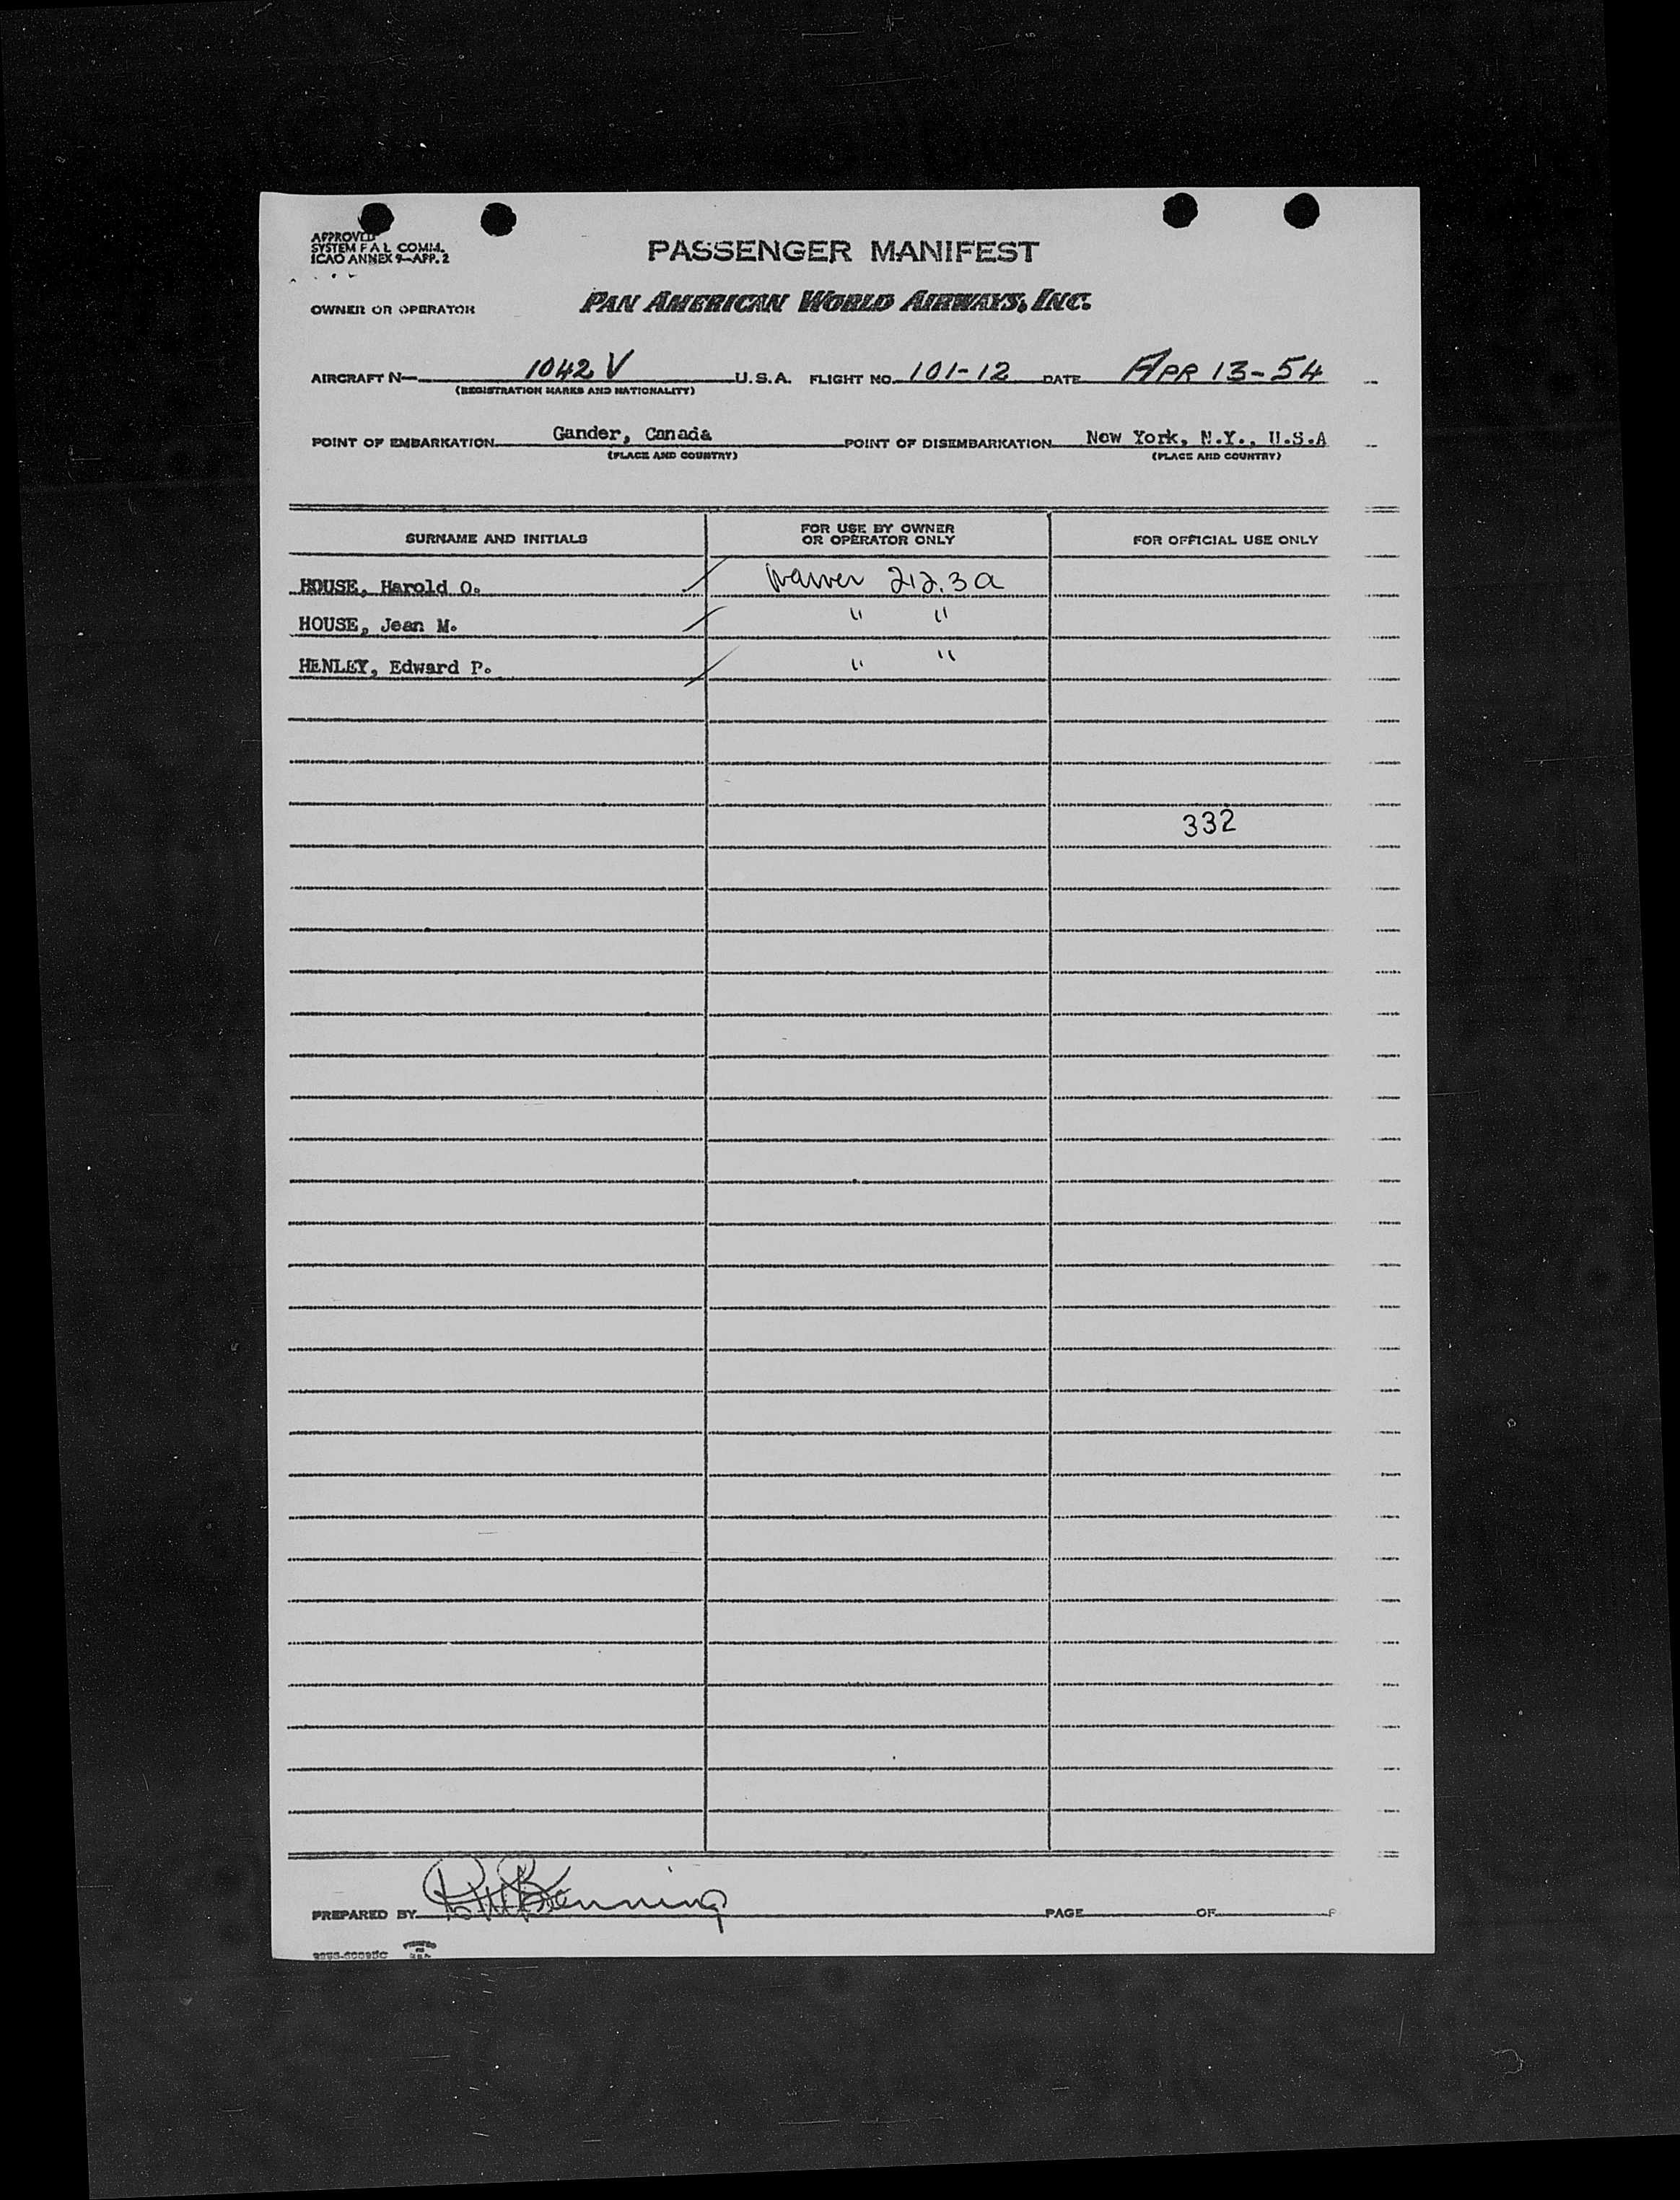 APPROVED
SYSTEM F A L COMM.
ICAO ANNEX 9—APP. 2
PASSENGER MANIFEST
OWNER OR OPERATOR PAN AMERICAN WORLD AIRWAYS, INC.
AIRCRAFT N— 1042 V U.S.A. FLIGHT NO. 101-12 DATE APR 13-54
(REGISTRATION MARKS AND NATIONALITY)
POINT OF EMBARKATION Gander, Canada POINT OF DISEMBARKATION New York, N.Y., U.S.A
(PLACE AND COUNTRY) (PLACE AND COUNTRY)
SURNAME AND INITIALS FOR USE BY OWNER OR OPERATOR ONLY FOR OFFICIAL USE ONLY
HOUSE, Harold O. Waiver 212.3a
HOUSE, Jean M. " "
HENLEY, Edward P. " "
332
PREPARED BY PAGE OF
PRINTED IN U.S.A.